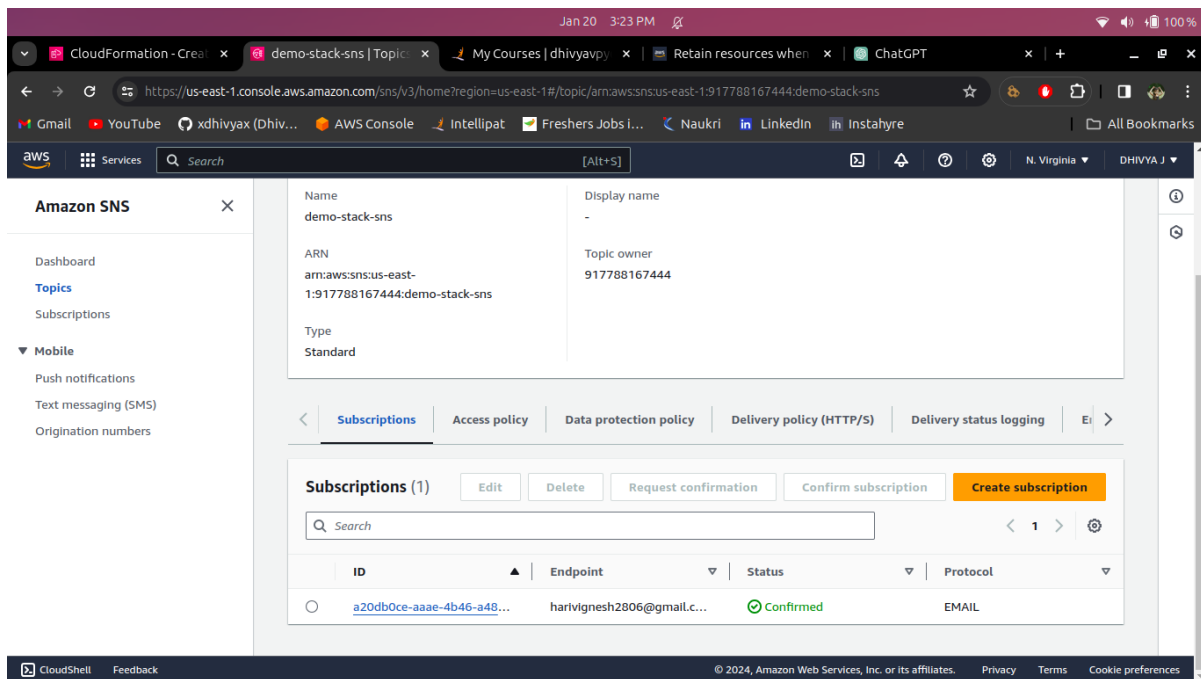 Jan 20 3:23 PM 100 %
CloudFormation - Creat demo-stack-sns | Topics My Courses | dhivyavpy Retain resources when ChatGPT
https://us-east-1.console.aws.amazon.com/sns/v3/home?region=us-east-1#/topic/arn:aws:sns:us-east-1:917788167444:demo-stack-sns
Gmail YouTube xdhivyax (Dhiv... AWS Console Intellipat Freshers Jobs i... Naukri LinkedIn Instahyre All Bookmarks
aws Services Search [Alt+S] N. Virginia DHIVYA J
Amazon SNS
Dashboard
Topics
Subscriptions
Mobile
Push notifications
Text messaging (SMS)
Origination numbers
Name
demo-stack-sns
Display name
-
ARN
arn:aws:sns:us-east-
1:917788167444:demo-stack-sns
Topic owner
917788167444
Type
Standard
Subscriptions Access policy Data protection policy Delivery policy (HTTP/S) Delivery status logging
Subscriptions (1) Edit Delete Request confirmation Confirm subscription Create subscription
Search 1
ID Endpoint Status Protocol
a20db0ce-aaae-4b46-a48... harivignesh2806@gmail.c... Confirmed EMAIL
CloudShell Feedback © 2024, Amazon Web Services, Inc. or its affiliates. Privacy Terms Cookie preferences